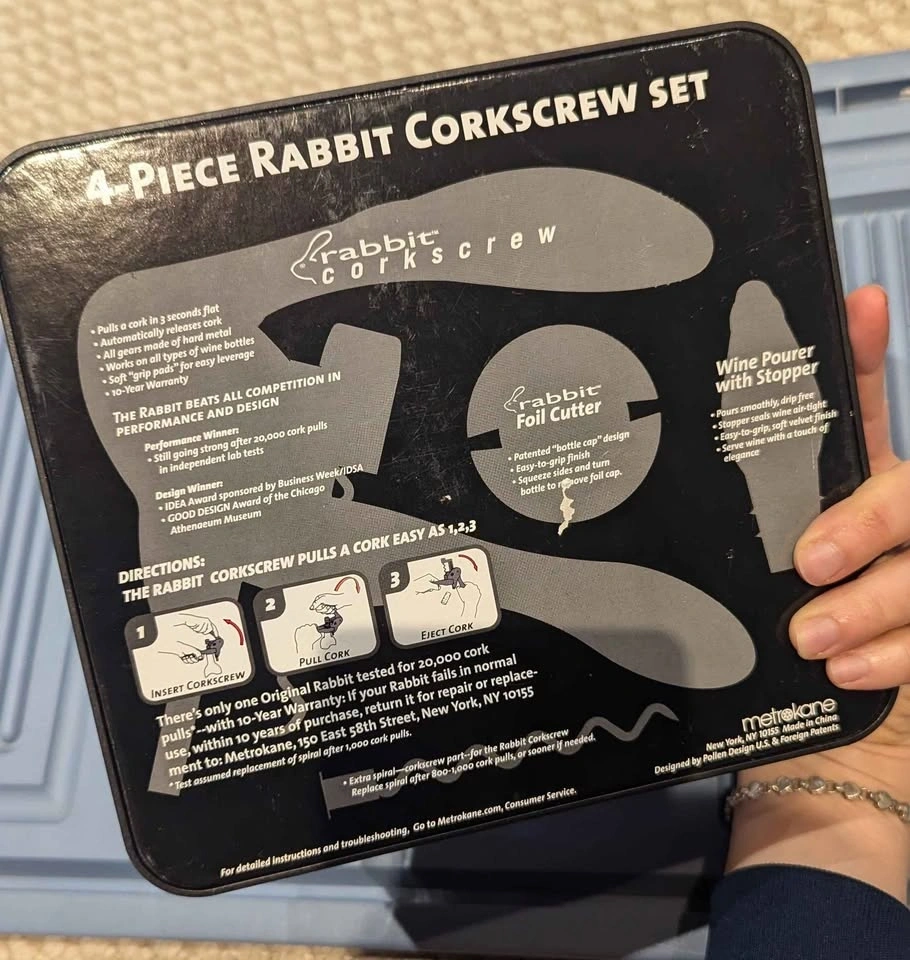 4-PIECE RABBIT CORKSCREW SET
rabbit™
corkscrew
• Pulls a cork in 3 seconds flat
• Automatically releases cork
• All gears made of hard metal
• Works on all types of wine bottles
• Soft "grip pads" for easy leverage
• 10-Year Warranty
THE RABBIT BEATS ALL COMPETITION IN
PERFORMANCE AND DESIGN
Performance Winner:
• Still going strong after 20,000 cork pulls
in independent lab tests
Design Winner:
• IDEA Award sponsored by Business Week/IDSA
• GOOD DESIGN Award of the Chicago
Athenaeum Museum
rabbit™
Foil Cutter
• Patented "bottle cap" design
• Easy-to-grip finish
• Squeeze sides and turn
bottle to remove foil cap.
Wine Pourer
with Stopper
• Pours smoothly, drip free
• Stopper seals wine air-tight
• Easy-to-grip, soft velvet finish
• Serve wine with a touch of
elegance
DIRECTIONS:
THE RABBIT CORKSCREW PULLS A CORK EASY AS 1,2,3
1
INSERT CORKSCREW
2
PULL CORK
3
EJECT CORK
There's only one Original Rabbit tested for 20,000 cork
pulls*--with 10-Year Warranty: If your Rabbit fails in normal
use, within 10 years of purchase, return it for repair or replace-
ment to: Metrokane, 150 East 58th Street, New York, NY 10155
*Test assumed replacement of spiral after 1,000 cork pulls.
• Extra spiral—corkscrew part—for the Rabbit Corkscrew
Replace spiral after 800-1,000 cork pulls, or sooner if needed.
metrokane
New York, NY 10155 Made in China
Designed by Pollen Design U.S. & Foreign Patents
For detailed instructions and troubleshooting, Go to Metrokane.com, Consumer Service.